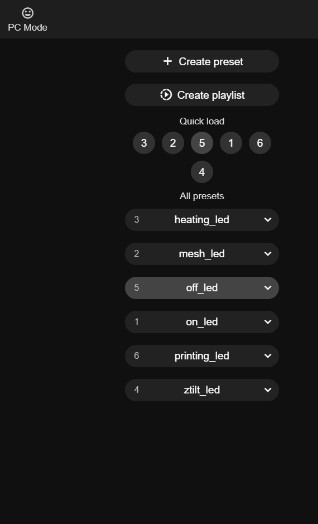 PC Mode
Create preset
Create playlist
Quick load
3 2 5 1 6
4
All presets
3 heating_led
2 mesh_led
5 off_led
1 on_led
6 printing_led
4 ztilt_led